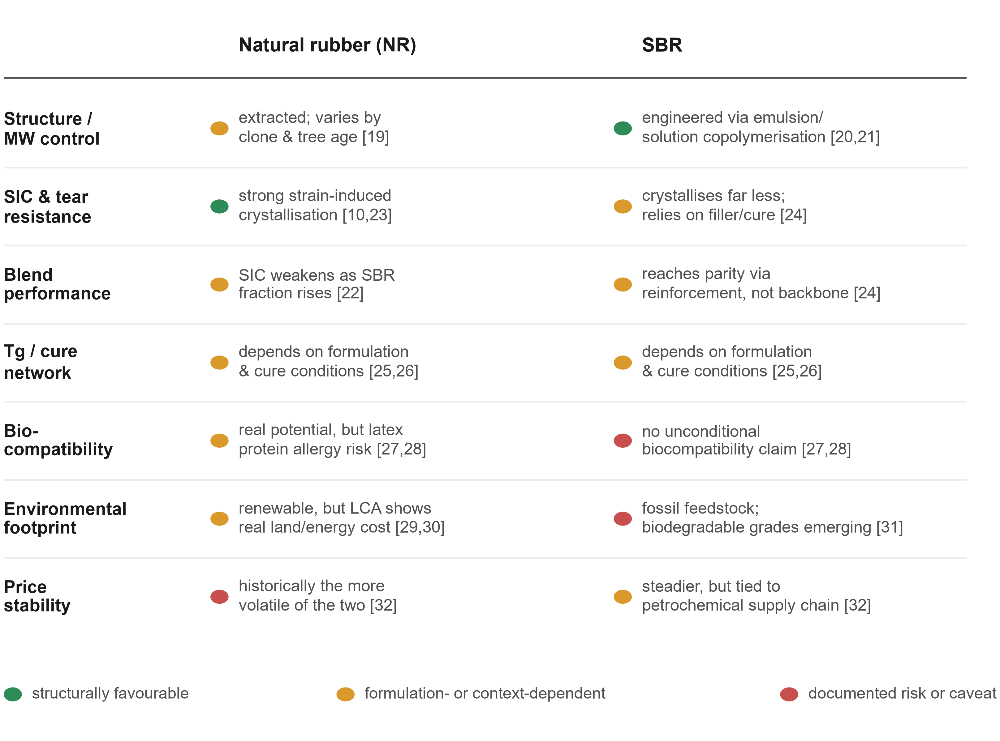 Natural rubber (NR)
SBR
Structure /
MW control
extracted; varies by
clone & tree age [19]
engineered via emulsion/
solution copolymerisation [20,21]
SIC & tear
resistance
strong strain-induced
crystallisation [10,23]
crystallises far less;
relies on filler/cure [24]
Blend
performance
SIC weakens as SBR
fraction rises [22]
reaches parity via
reinforcement, not backbone [24]
Tg / cure
network
depends on formulation
& cure conditions [25,26]
depends on formulation
& cure conditions [25,26]
Bio-
compatibility
real potential, but latex
protein allergy risk [27,28]
no unconditional
biocompatibility claim [27,28]
Environmental
footprint
renewable, but LCA shows
real land/energy cost [29,30]
fossil feedstock;
biodegradable grades emerging [31]
Price
stability
historically the more
volatile of the two [32]
steadier, but tied to
petrochemical supply chain [32]
structurally favourable
formulation- or context-dependent
documented risk or caveat